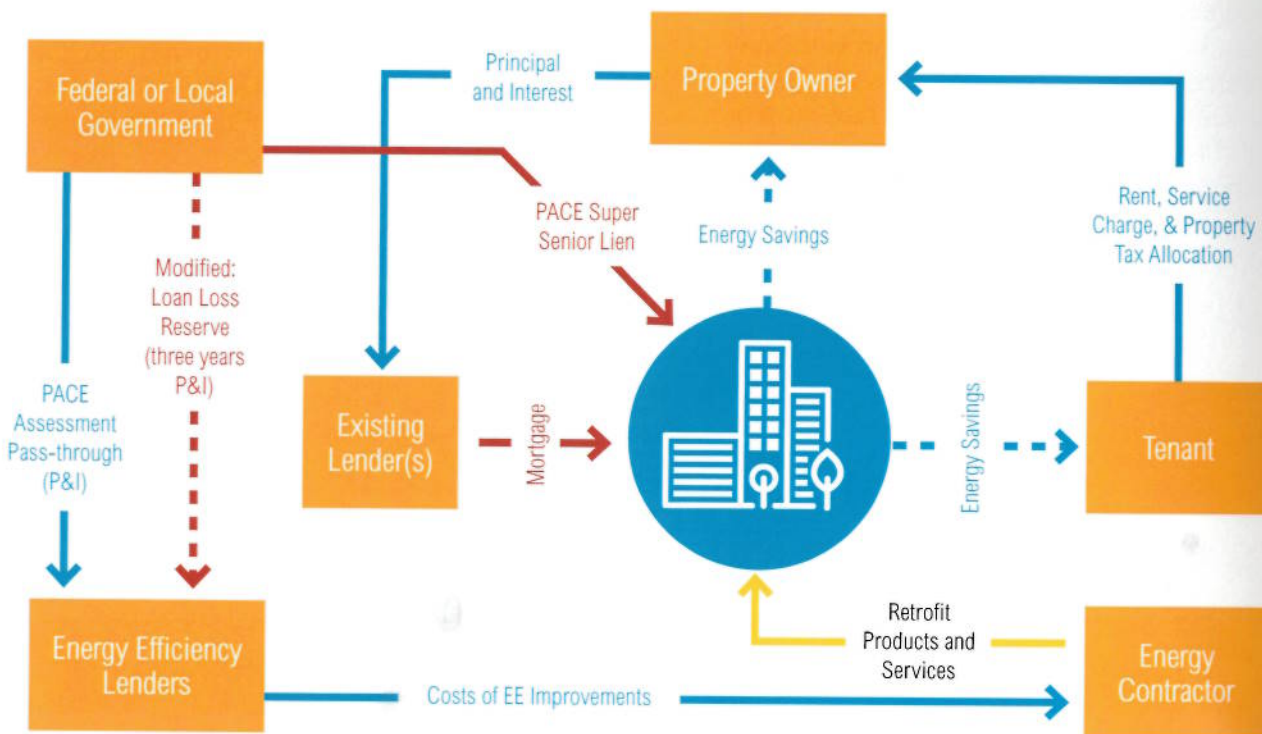 Federal or Local
Government
Principal
and Interest
Property Owner
PACE Super
Senior Lien
Energy Savings
Rent, Service
Charge, & Property
Tax Allocation
Modified:
Loan Loss
Reserve
(three years
P&I)
PACE
Assessment
Pass-through
(P&I)
Existing
Lender(s)
Mortgage
Energy Savings
Tenant
Energy Efficiency
Lenders
Costs of EE Improvements
Retrofit
Products and
Services
Energy
Contractor